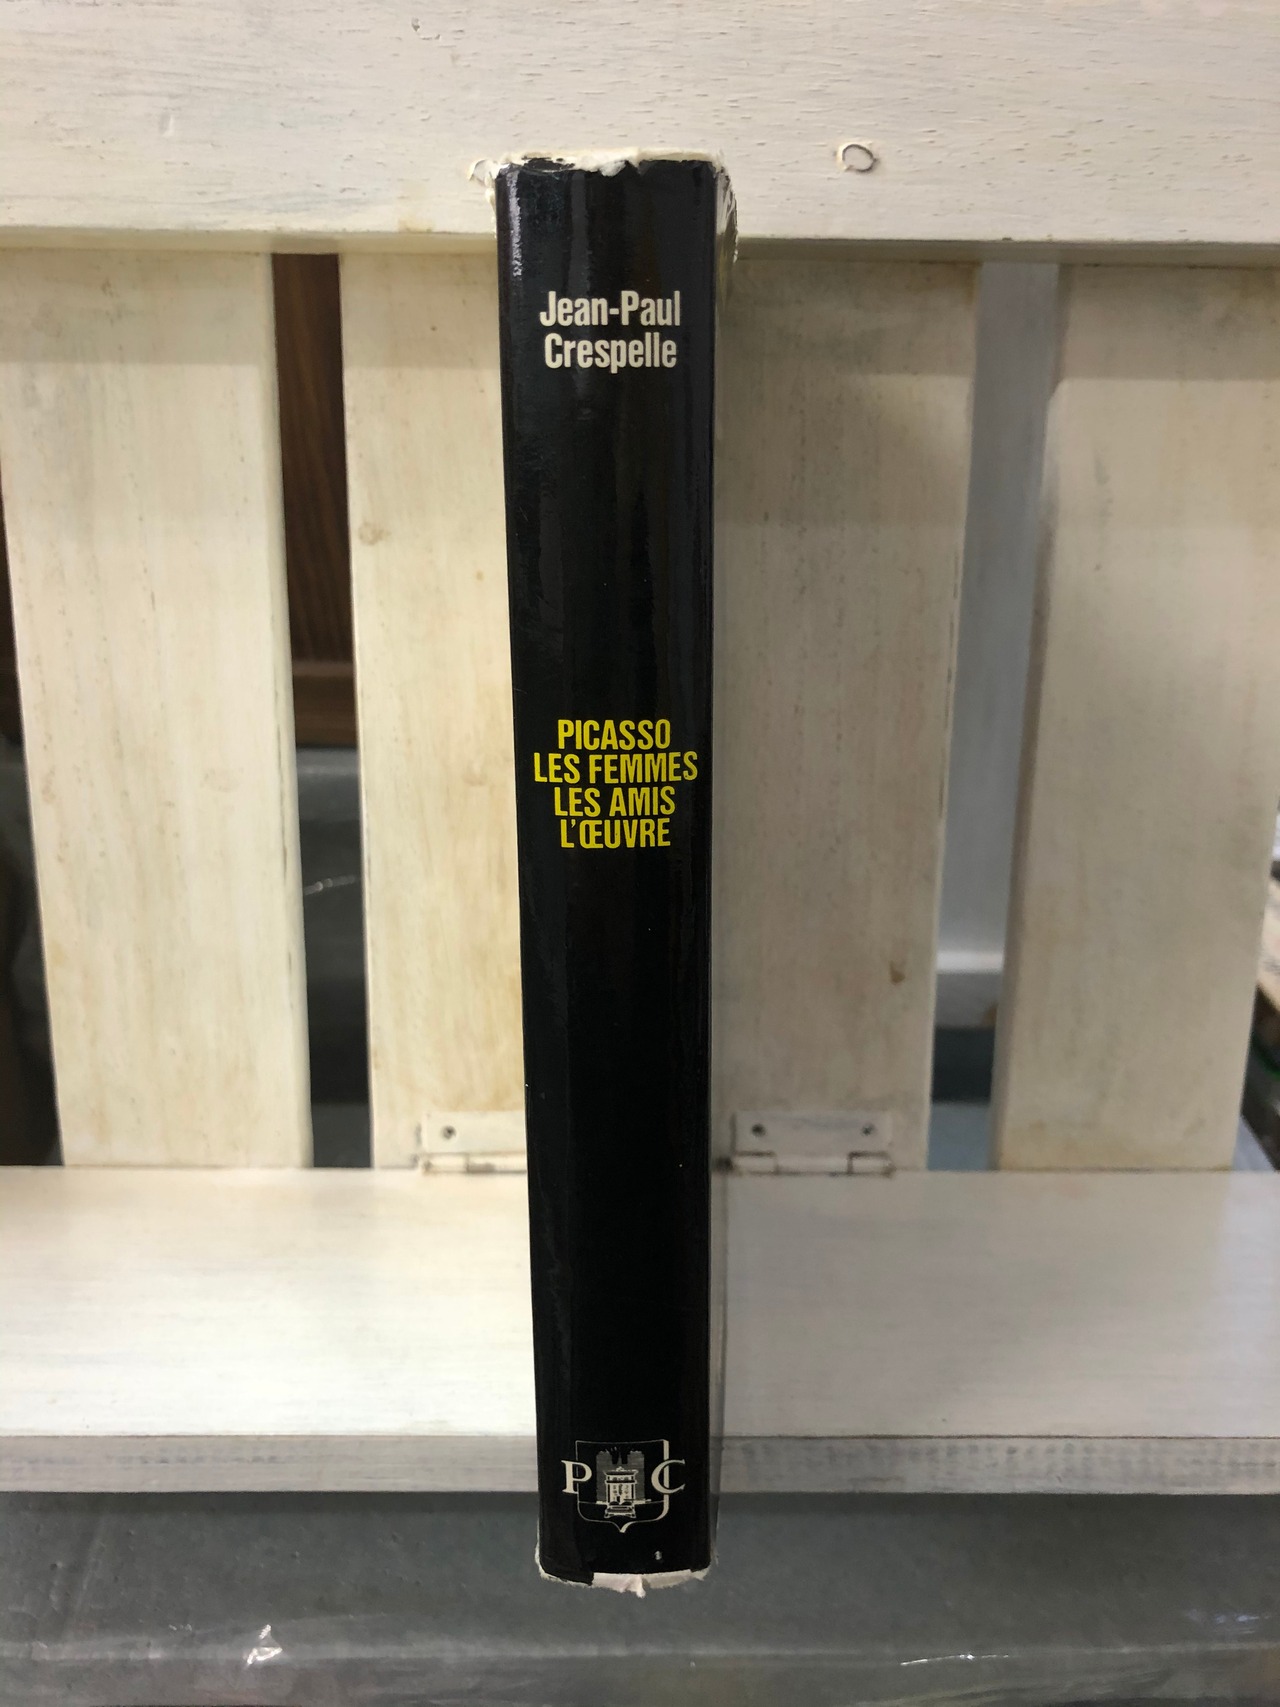 Jean-Paul
Crespelle
PICASSO
LES FEMMES
LES AMIS
L'ŒUVRE
P C